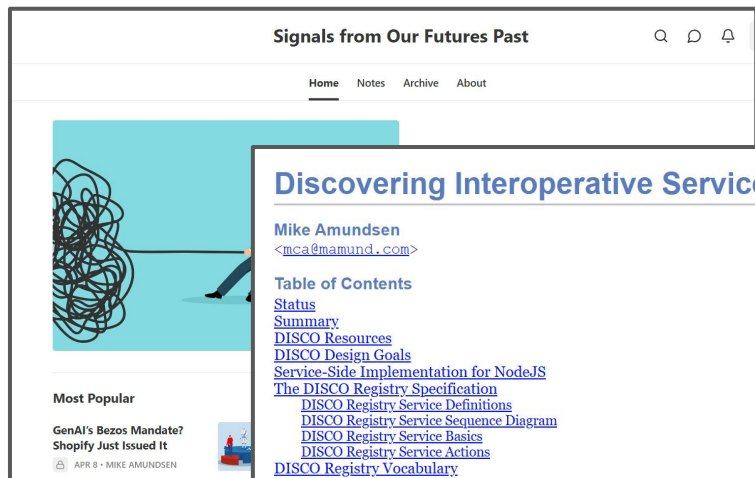 Signals from Our Futures Past
Home Notes Archive About
Most Popular
GenAI's Bezos Mandate?
Shopify Just Issued It
APR 8 • MIKE AMUNDSEN
Discovering Interoperative Service
Mike Amundsen
<mca@mamund.com>
Table of Contents
Status
Summary
DISCO Resources
DISCO Design Goals
Service-Side Implementation for NodeJS
The DISCO Registry Specification
DISCO Registry Service Definitions
DISCO Registry Service Sequence Diagram
DISCO Registry Service Basics
DISCO Registry Service Actions
DISCO Registry Vocabulary